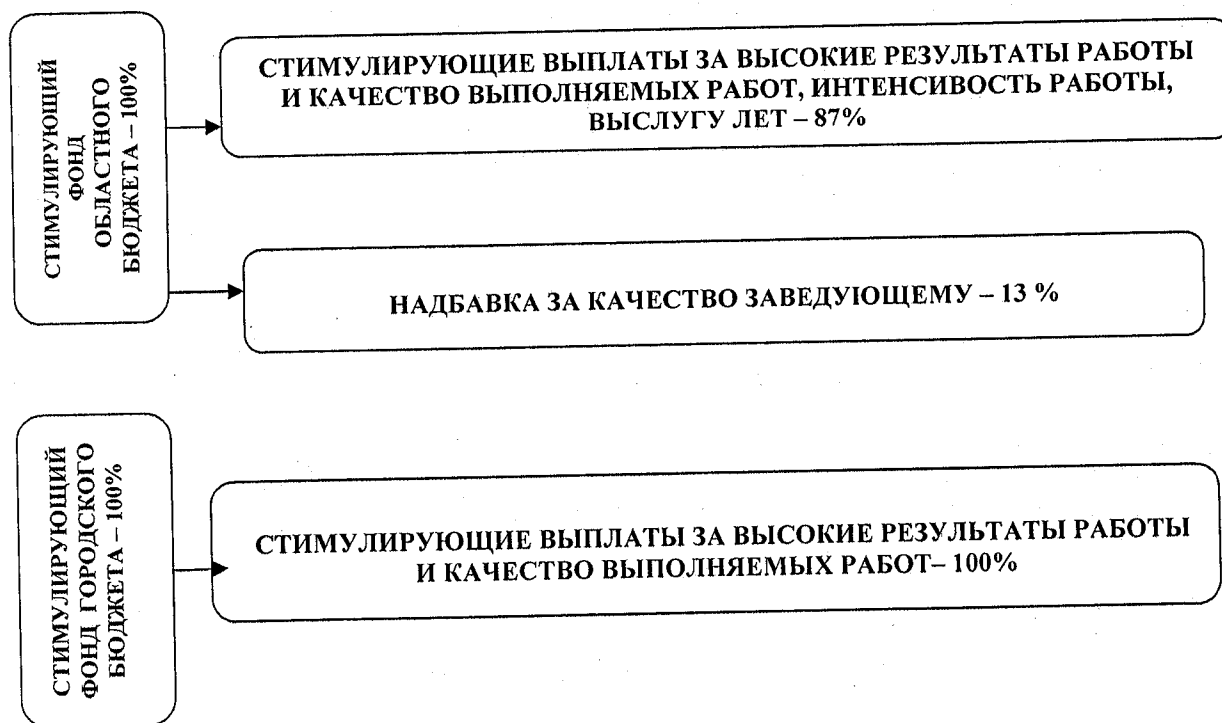 СТИМУЛИРУЮЩИЙ
ФОНД
ОБЛАСТНОГО
БЮДЖЕТА – 100%
СТИМУЛИРУЮЩИЕ ВЫПЛАТЫ ЗА ВЫСОКИЕ РЕЗУЛЬТАТЫ РАБОТЫ
И КАЧЕСТВО ВЫПОЛНЯЕМЫХ РАБОТ, ИНТЕНСИВОСТЬ РАБОТЫ,
ВЫСЛУГУ ЛЕТ – 87%
НАДБАВКА ЗА КАЧЕСТВО ЗАВЕДУЮЩЕМУ – 13 %
СТИМУЛИРУЮЩИЙ
ФОНД ГОРОДСКОГО
БЮДЖЕТА – 100%
СТИМУЛИРУЮЩИЕ ВЫПЛАТЫ ЗА ВЫСОКИЕ РЕЗУЛЬТАТЫ РАБОТЫ
И КАЧЕСТВО ВЫПОЛНЯЕМЫХ РАБОТ– 100%